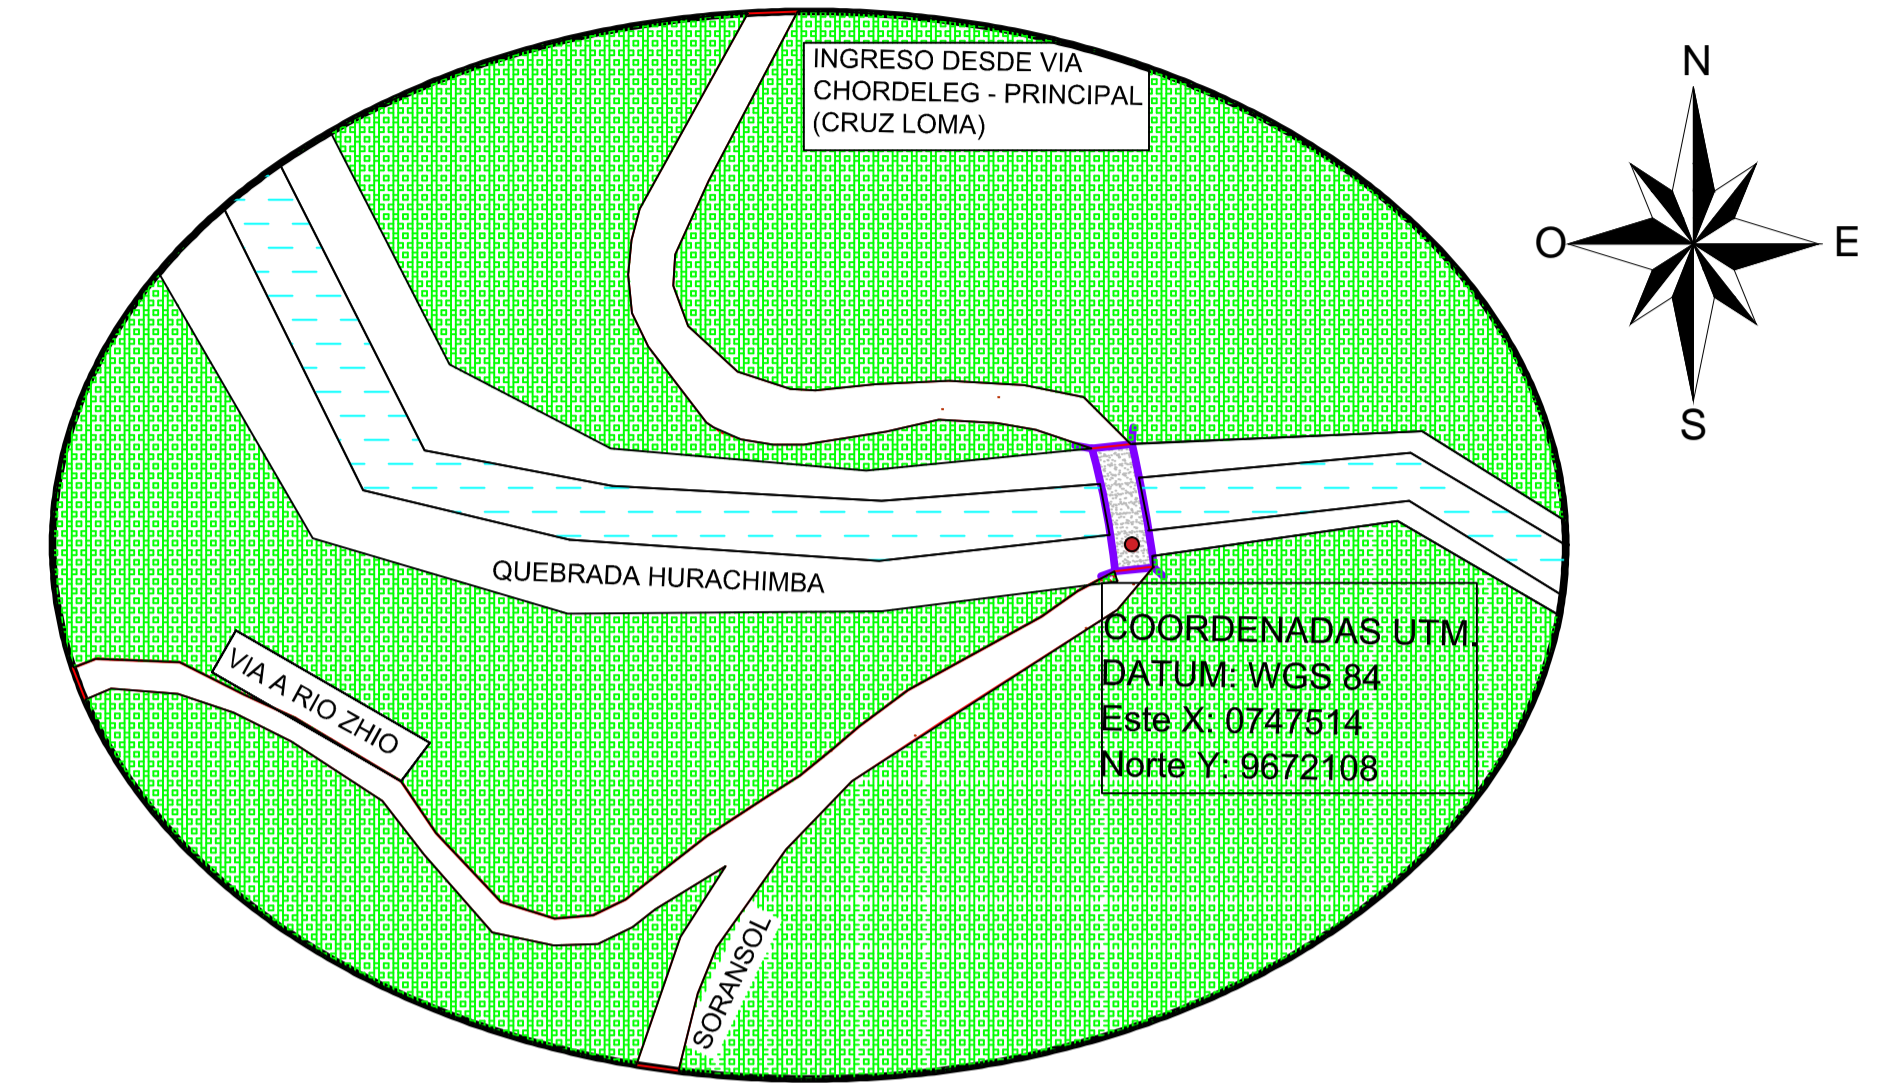 INGRESO DESDE VIA
CHORDELEG - PRINCIPAL
(CRUZ LOMA)
N
O
E
S
QUEBRADA HURACHIMBA
COORDENADAS UTM.
DATUM: WGS 84
Este X: 0747514
Norte Y: 9672108
VIA A RIO ZHIO
SORANSOL